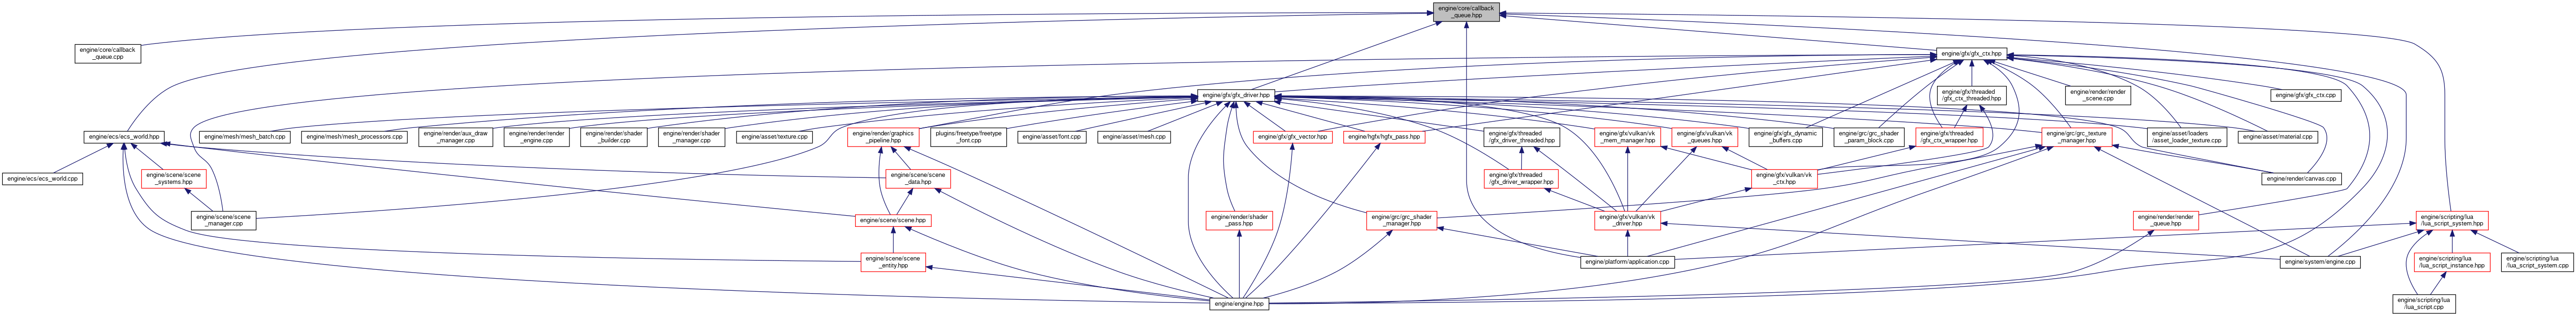 engine/core/callback
_queue.hpp
engine/core/callback
_queue.cpp
engine/gfx/gfx_ctx.hpp
engine/gfx/gfx_driver.hpp
engine/gfx/threaded
/gfx_ctx_threaded.hpp
engine/render/render
_scene.cpp
engine/gfx/gfx_ctx.cpp
engine/ecs/ecs_world.hpp
engine/mesh/mesh_batch.cpp
engine/mesh/mesh_processors.cpp
engine/render/aux_draw
_manager.cpp
engine/render/render
_engine.cpp
engine/render/shader
_builder.cpp
engine/render/shader
_manager.cpp
engine/asset/texture.cpp
engine/render/graphics
_pipeline.hpp
plugins/freetype/freetype
_font.cpp
engine/asset/font.cpp
engine/asset/mesh.cpp
engine/gfx/gfx_vector.hpp
engine/hgfx/hgfx_pass.hpp
engine/gfx/threaded
/gfx_driver_threaded.hpp
engine/gfx/vulkan/vk
_mem_manager.hpp
engine/gfx/vulkan/vk
_queues.hpp
engine/gfx/gfx_dynamic
_buffers.cpp
engine/grc/grc_shader
_param_block.cpp
engine/gfx/threaded
/gfx_ctx_wrapper.hpp
engine/grc/grc_texture
_manager.hpp
engine/asset/loaders
/asset_loader_texture.cpp
engine/asset/material.cpp
engine/ecs/ecs_world.cpp
engine/scene/scene
_systems.hpp
engine/scene/scene
_data.hpp
engine/gfx/threaded
/gfx_driver_wrapper.hpp
engine/gfx/vulkan/vk
_ctx.hpp
engine/render/canvas.cpp
engine/scene/scene
_manager.cpp
engine/scene/scene.hpp
engine/render/shader
_pass.hpp
engine/grc/grc_shader
_manager.hpp
engine/gfx/vulkan/vk
_driver.hpp
engine/render/render
_queue.hpp
engine/scripting/lua
/lua_script_system.hpp
engine/scene/scene
_entity.hpp
engine/platform/application.cpp
engine/system/engine.cpp
engine/scripting/lua
/lua_script_instance.hpp
engine/scripting/lua
/lua_script_system.cpp
engine/engine.hpp
engine/scripting/lua
/lua_script.cpp